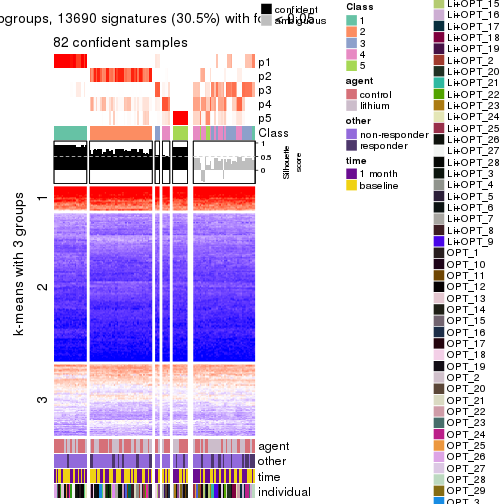 ogroups, 13690 signatures (30.5%) with f
confident
ambiguous
82 confident samples
p1
p2
p3
p4
p5
Class
1
0.5
0
Silhouette
score
k-means with 3 groups
1
2
3
agent
other
time
individual
Class
1
2
3
4
5
agent
control
lithium
other
non-responder
responder
time
1 month
baseline
Li+OPT_15
Li+OPT_16
Li+OPT_17
Li+OPT_18
Li+OPT_19
Li+OPT_2
Li+OPT_20
Li+OPT_21
Li+OPT_22
Li+OPT_23
Li+OPT_24
Li+OPT_25
Li+OPT_26
Li+OPT_27
Li+OPT_28
Li+OPT_3
Li+OPT_4
Li+OPT_5
Li+OPT_6
Li+OPT_7
Li+OPT_8
Li+OPT_9
OPT_1
OPT_10
OPT_11
OPT_12
OPT_13
OPT_14
OPT_15
OPT_16
OPT_17
OPT_18
OPT_19
OPT_2
OPT_20
OPT_21
OPT_22
OPT_23
OPT_24
OPT_25
OPT_26
OPT_27
OPT_28
OPT_29